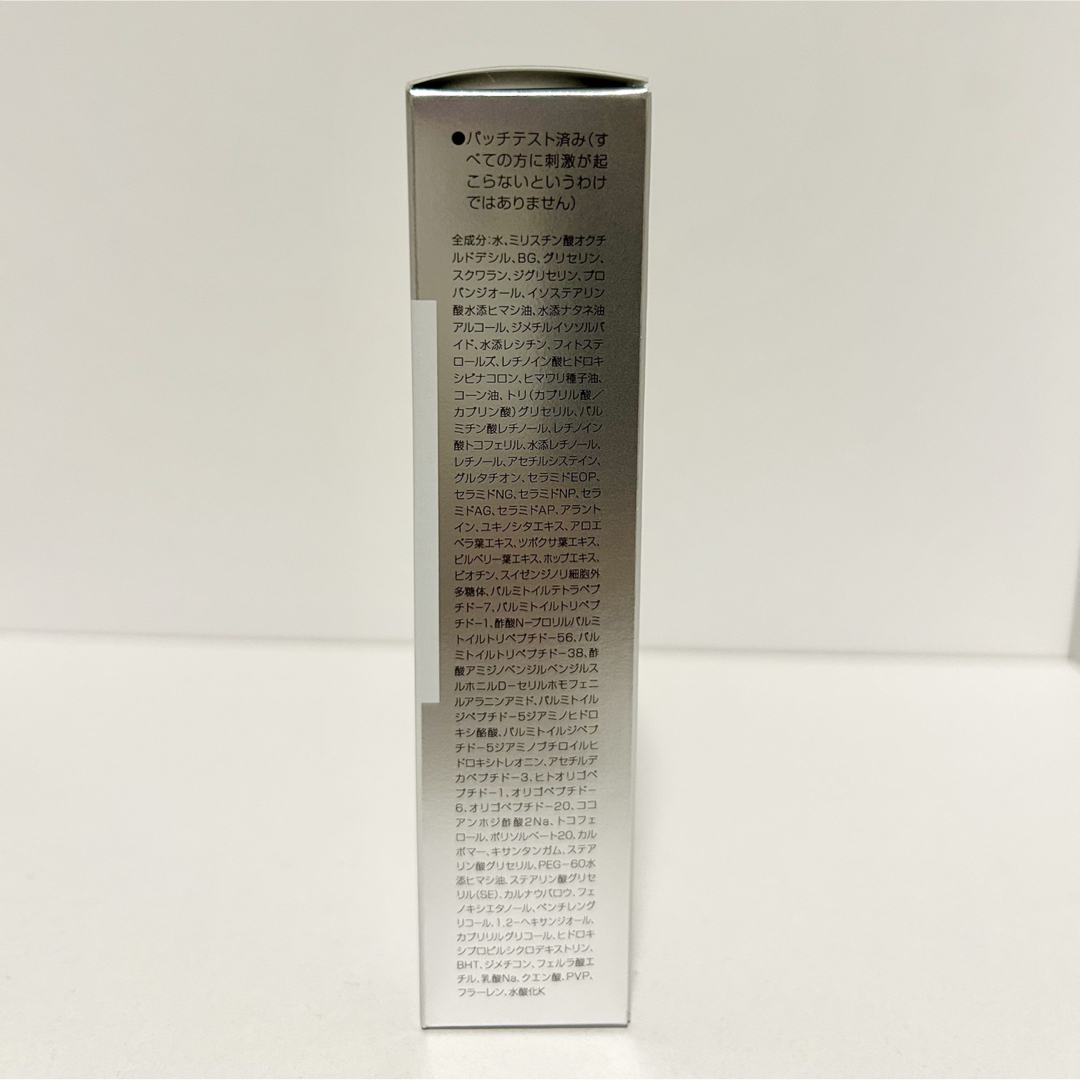 ●パッチテスト済み(す
べての方に刺激が起
こらないというわけ
ではありません)
全成分:水、ミリスチン酸オクチ
ルドデシル、BG、グリセリン、
スクワラン、ジグリセリン、プロ
パンジオール、イソステアリン
酸水添ヒマシ油、水添ナタネ油
アルコール、ジメチルイソソルバ
イド、水添レシチン、フィトステ
ロールズ、レチノイン酸ヒドロキ
シピナコロン、ヒマワリ種子油、
コーン油、トリ(カプリル酸/
カプリン酸)グリセリル、パル
ミチン酸レチノール、レチノイン
酸トコフェリル、水添レチノール、
レチノール、アセチルシステイン、
グルタチオン、セラミドEOP、
セラミドNG、セラミドNP、セラ
ミドAG、セラミドAP、アラント
イン、ユキノシタエキス、アロエ
ベラ葉エキス、ツボクサ葉エキス、
ビルベリー葉エキス、ホップエキス、
ビオチン、スイゼンジノリ細胞外
多糖体、パルミトイルテトラペプ
チド-7、パルミトイルトリペプ
チド-1、酢酸N-プロリルパルミ
トイルトリペプチド-56、パル
ミトイルトリペプチド-38、酢
酸アミジノベンジルベンジルス
ルホニルD-セリルホモフェニ
ルアラニンアミド、パルミトイル
ジペプチド-5ジアミノヒドロ
キシ酪酸、パルミトイルジペプ
チド-5ジアミノブチロイルヒ
ドロキシトレオニン、アセチルデ
カペプチド-3、ヒトオリゴペ
プチド-1、オリゴペプチド-
6、オリゴペプチド-20、ココ
アンホジ酢酸2Na、トコフェ
ロール、ポリソルベート20、カル
ボマー、キサンタンガム、ステア
リン酸グリセリル、PEG-60水
添ヒマシ油、ステアリン酸グリセ
リル(SE)、カルナウバロウ、フェ
ノキシエタノール、ペンチレング
リコール、1,2-ヘキサンジオール、
カプリリルグリコール、ヒドロキ
シプロピルシクロデキストリン、
BHT、ジメチコン、フェルラ酸エ
チル、乳酸Na、クエン酸、PVP、
フラーレン、水酸化K